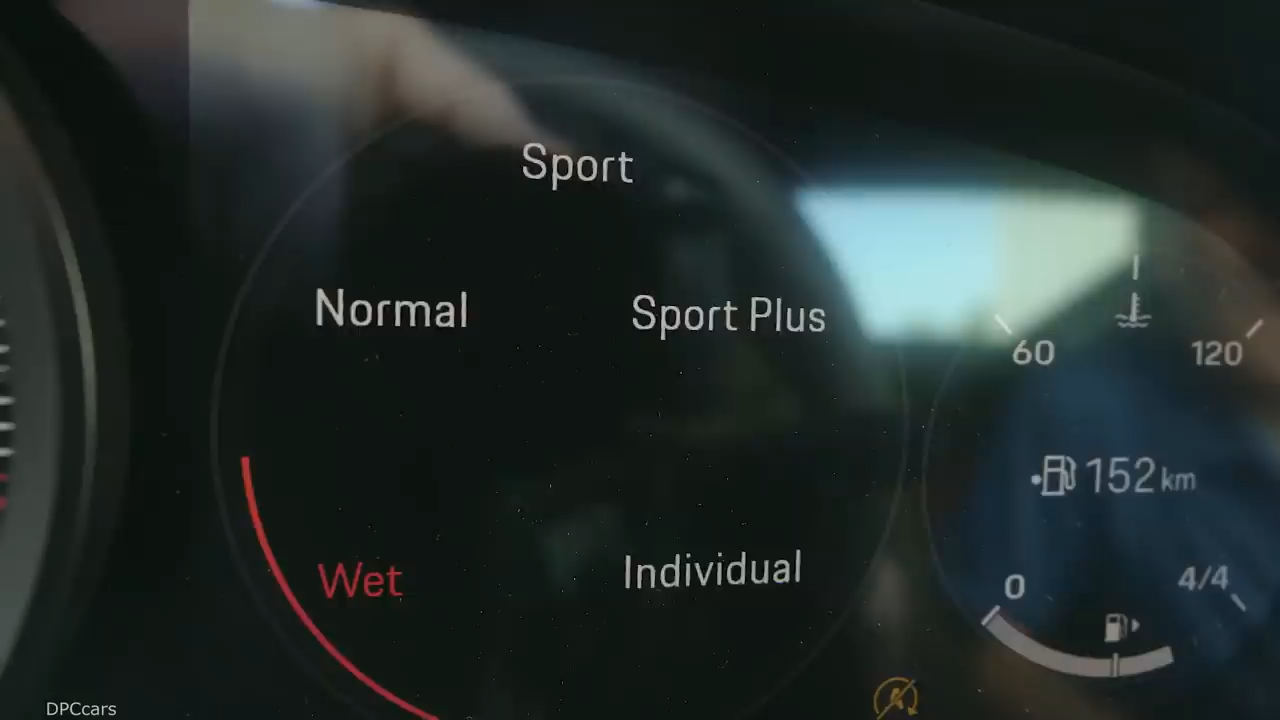 Sport
Normal
Sport Plus
60
120
152 km
Wet
Individual
0
4/4
DPCcars